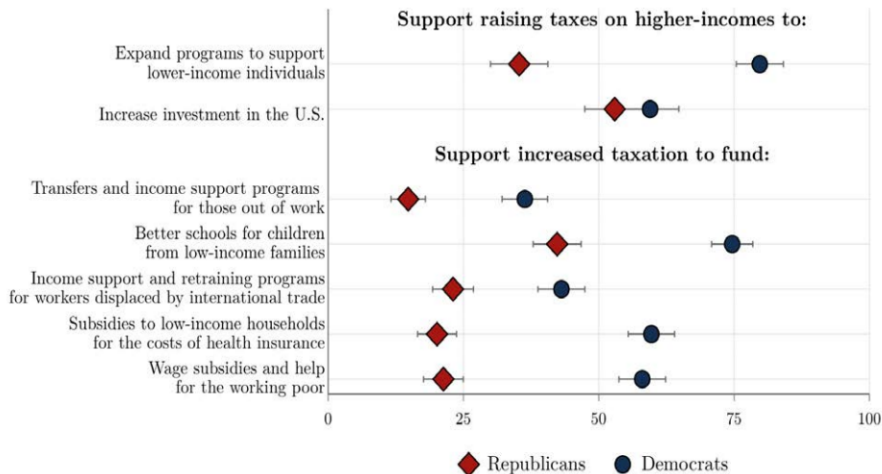 Support raising taxes on higher-incomes to:
Expand programs to support
lower-income individuals
Increase investment in the U.S.
Support increased taxation to fund:
Transfers and income support programs
for those out of work
Better schools for children
from low-income families
Income support and retraining programs
for workers displaced by international trade
Subsidies to low-income households
for the costs of health insurance
Wage subsidies and help
for the working poor
0 25 50 75 100
Republicans Democrats